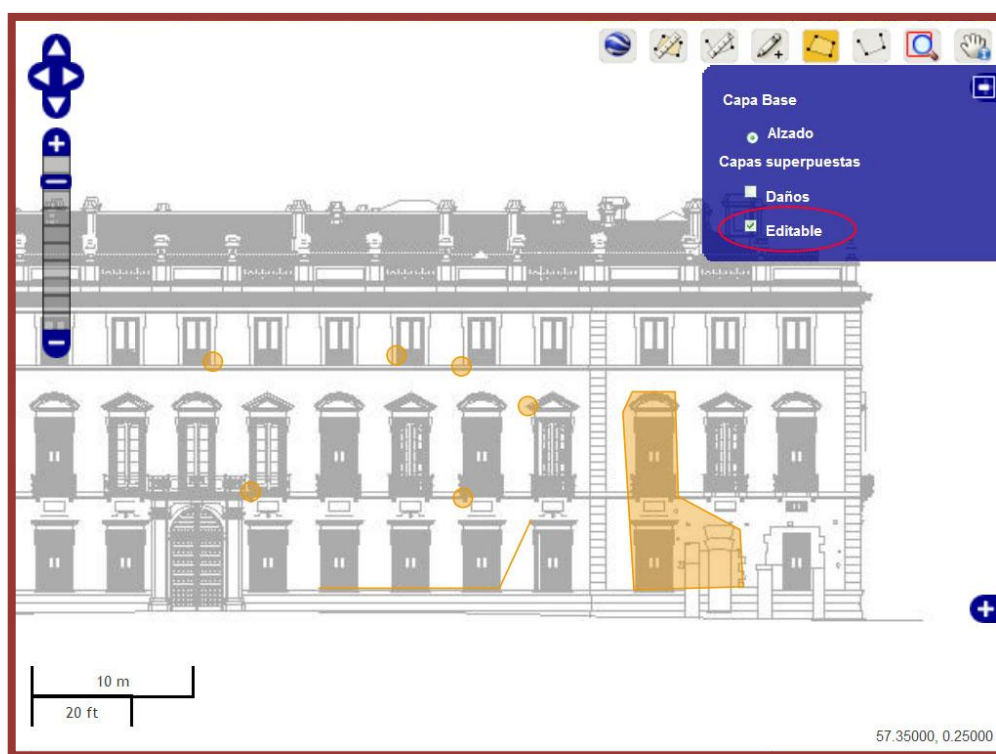 Capa Base
Alzado
Capas superpuestas
Daños
Editable
10 m
20 ft
57.35000, 0.25000